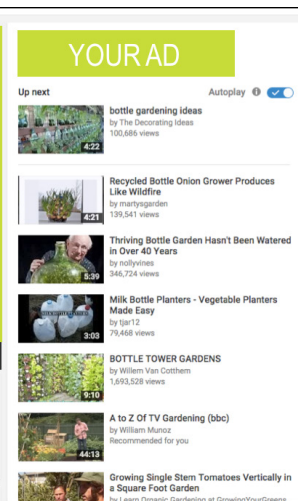 YOUR AD
Up next Autoplay
bottle gardening ideas
by The Decorating Ideas
100,686 views
4:22
Recycled Bottle Onion Grower Produces
Like Wildfire
by martysgarden
139,541 views
4:21
Thriving Bottle Garden Hasn't Been Watered
in Over 40 Years
by nollyvines
346,724 views
5:39
Milk Bottle Planters - Vegetable Planters
Made Easy
by tjar12
79,468 views
3:03
BOTTLE TOWER GARDENS
by Willem Van Cotthem
1,693,528 views
9:10
A to Z Of TV Gardening (bbc)
by William Munoz
Recommended for you
44:13
Growing Single Stem Tomatoes Vertically in
a Square Foot Garden
by Learn Organic Gardening at GrowingYourGreens